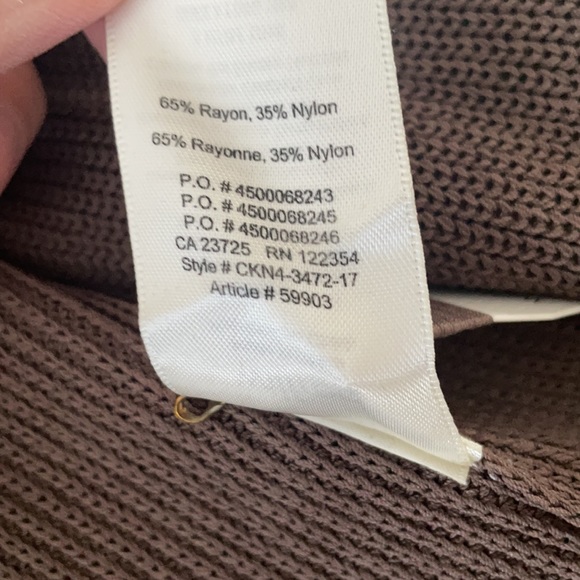 65% Rayon, 35% Nylon
65% Rayonne, 35% Nylon
P.O. # 4500068243
P.O. # 4500068245
P.O. # 4500068246
CA 23725 RN 122354
Style # CKN4-3472-17
Article # 59903